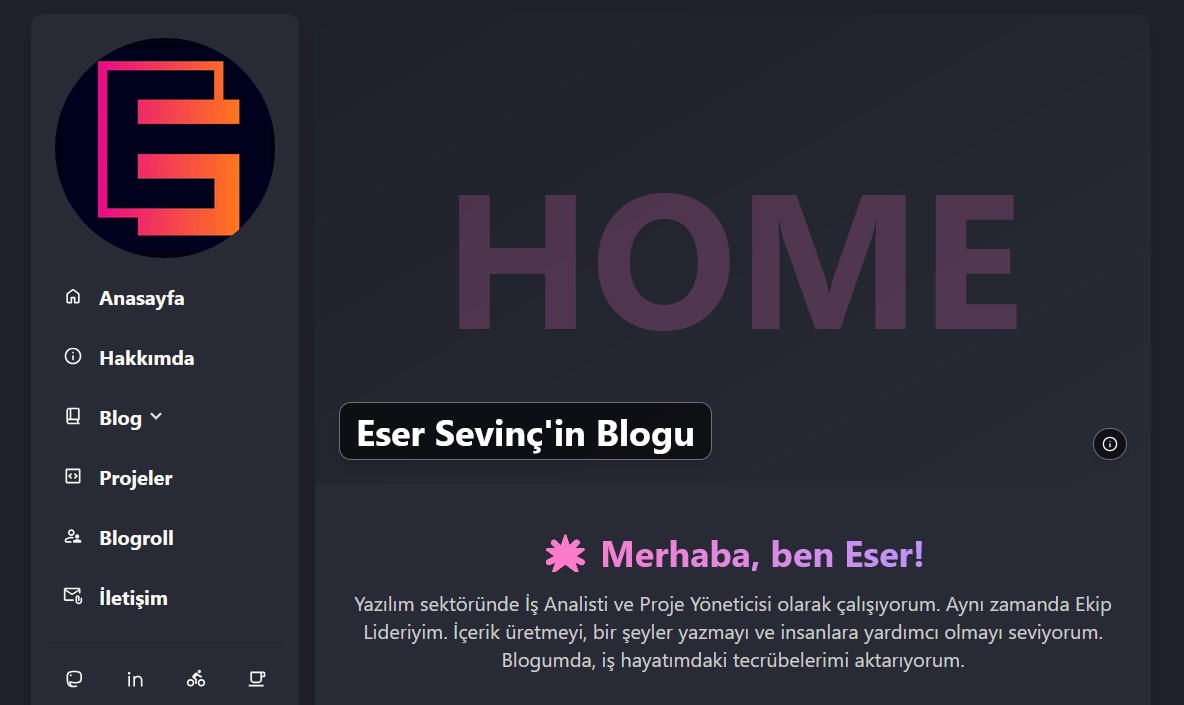 Anasayfa
Hakkımda
Blog
Projeler
Blogroll
İletişim
in
HOME
Eser Sevinç'in Blogu
Merhaba, ben Eser!
Yazılım sektöründe İş Analisti ve Proje Yöneticisi olarak çalışıyorum. Aynı zamanda Ekip
Lideriyim. İçerik üretmeyi, bir şeyler yazmayı ve insanlara yardımcı olmayı seviyorum.
Blogumda, iş hayatımdaki tecrübelerimi aktarıyorum.